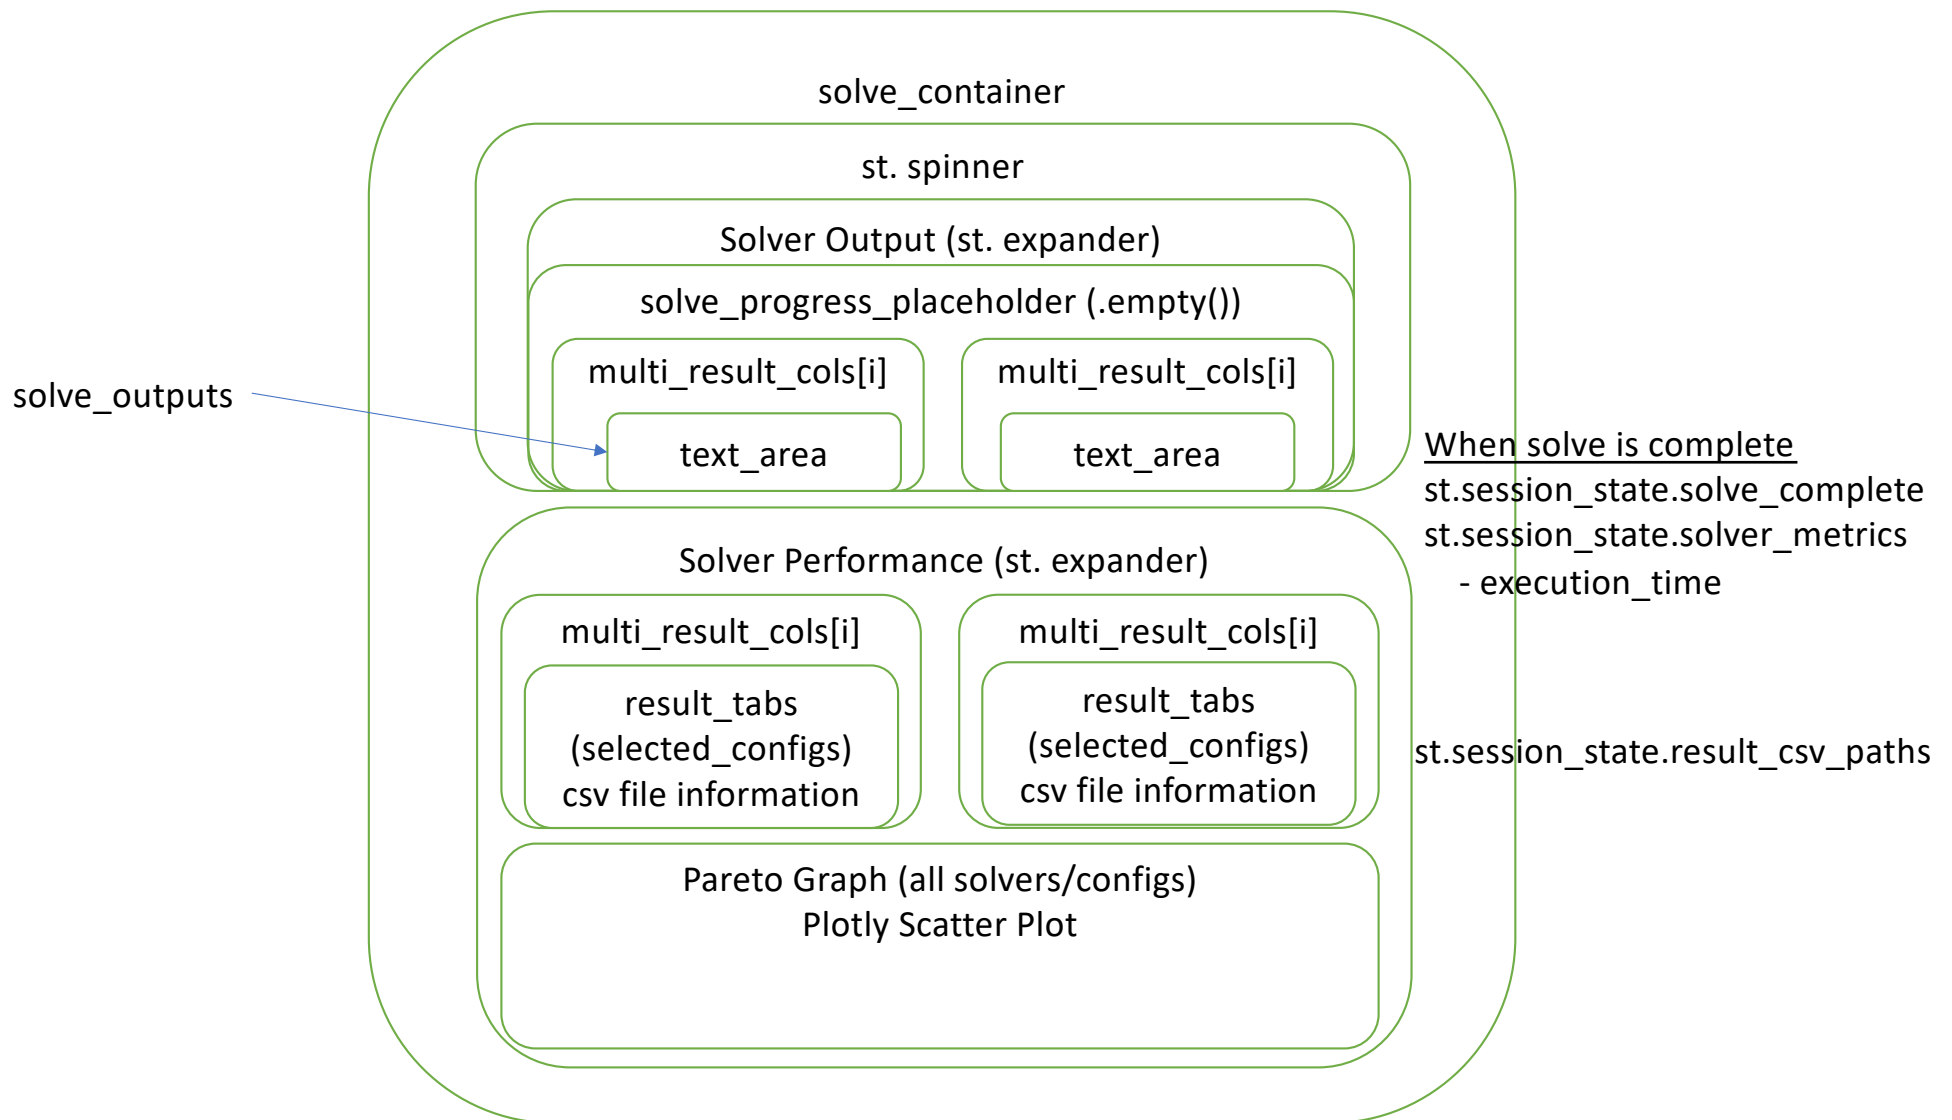 solve_container
st. spinner
Solver Output (st. expander)
solve_progress_placeholder (.empty())
multi_result_cols[i]
multi_result_cols[i]
solve_outputs
text_area
text_area
When solve is complete
st.session_state.solve_complete
st.session_state.solver_metrics
- execution_time
Solver Performance (st. expander)
multi_result_cols[i]
multi_result_cols[i]
result_tabs
(selected_configs)
csv file information
result_tabs
(selected_configs)
csv file information
st.session_state.result_csv_paths
Pareto Graph (all solvers/configs)
Plotly Scatter Plot